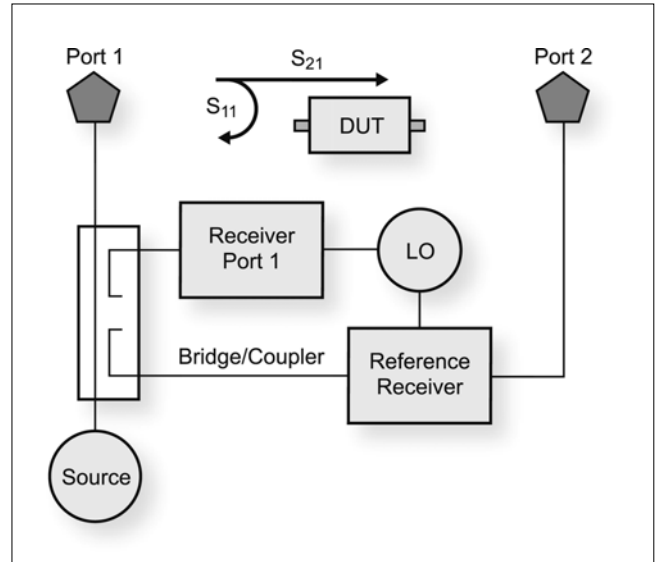 Port 1
S21
Port 2
S11
DUT
Receiver
Port 1
LO
Bridge/Coupler
Reference
Receiver
Source